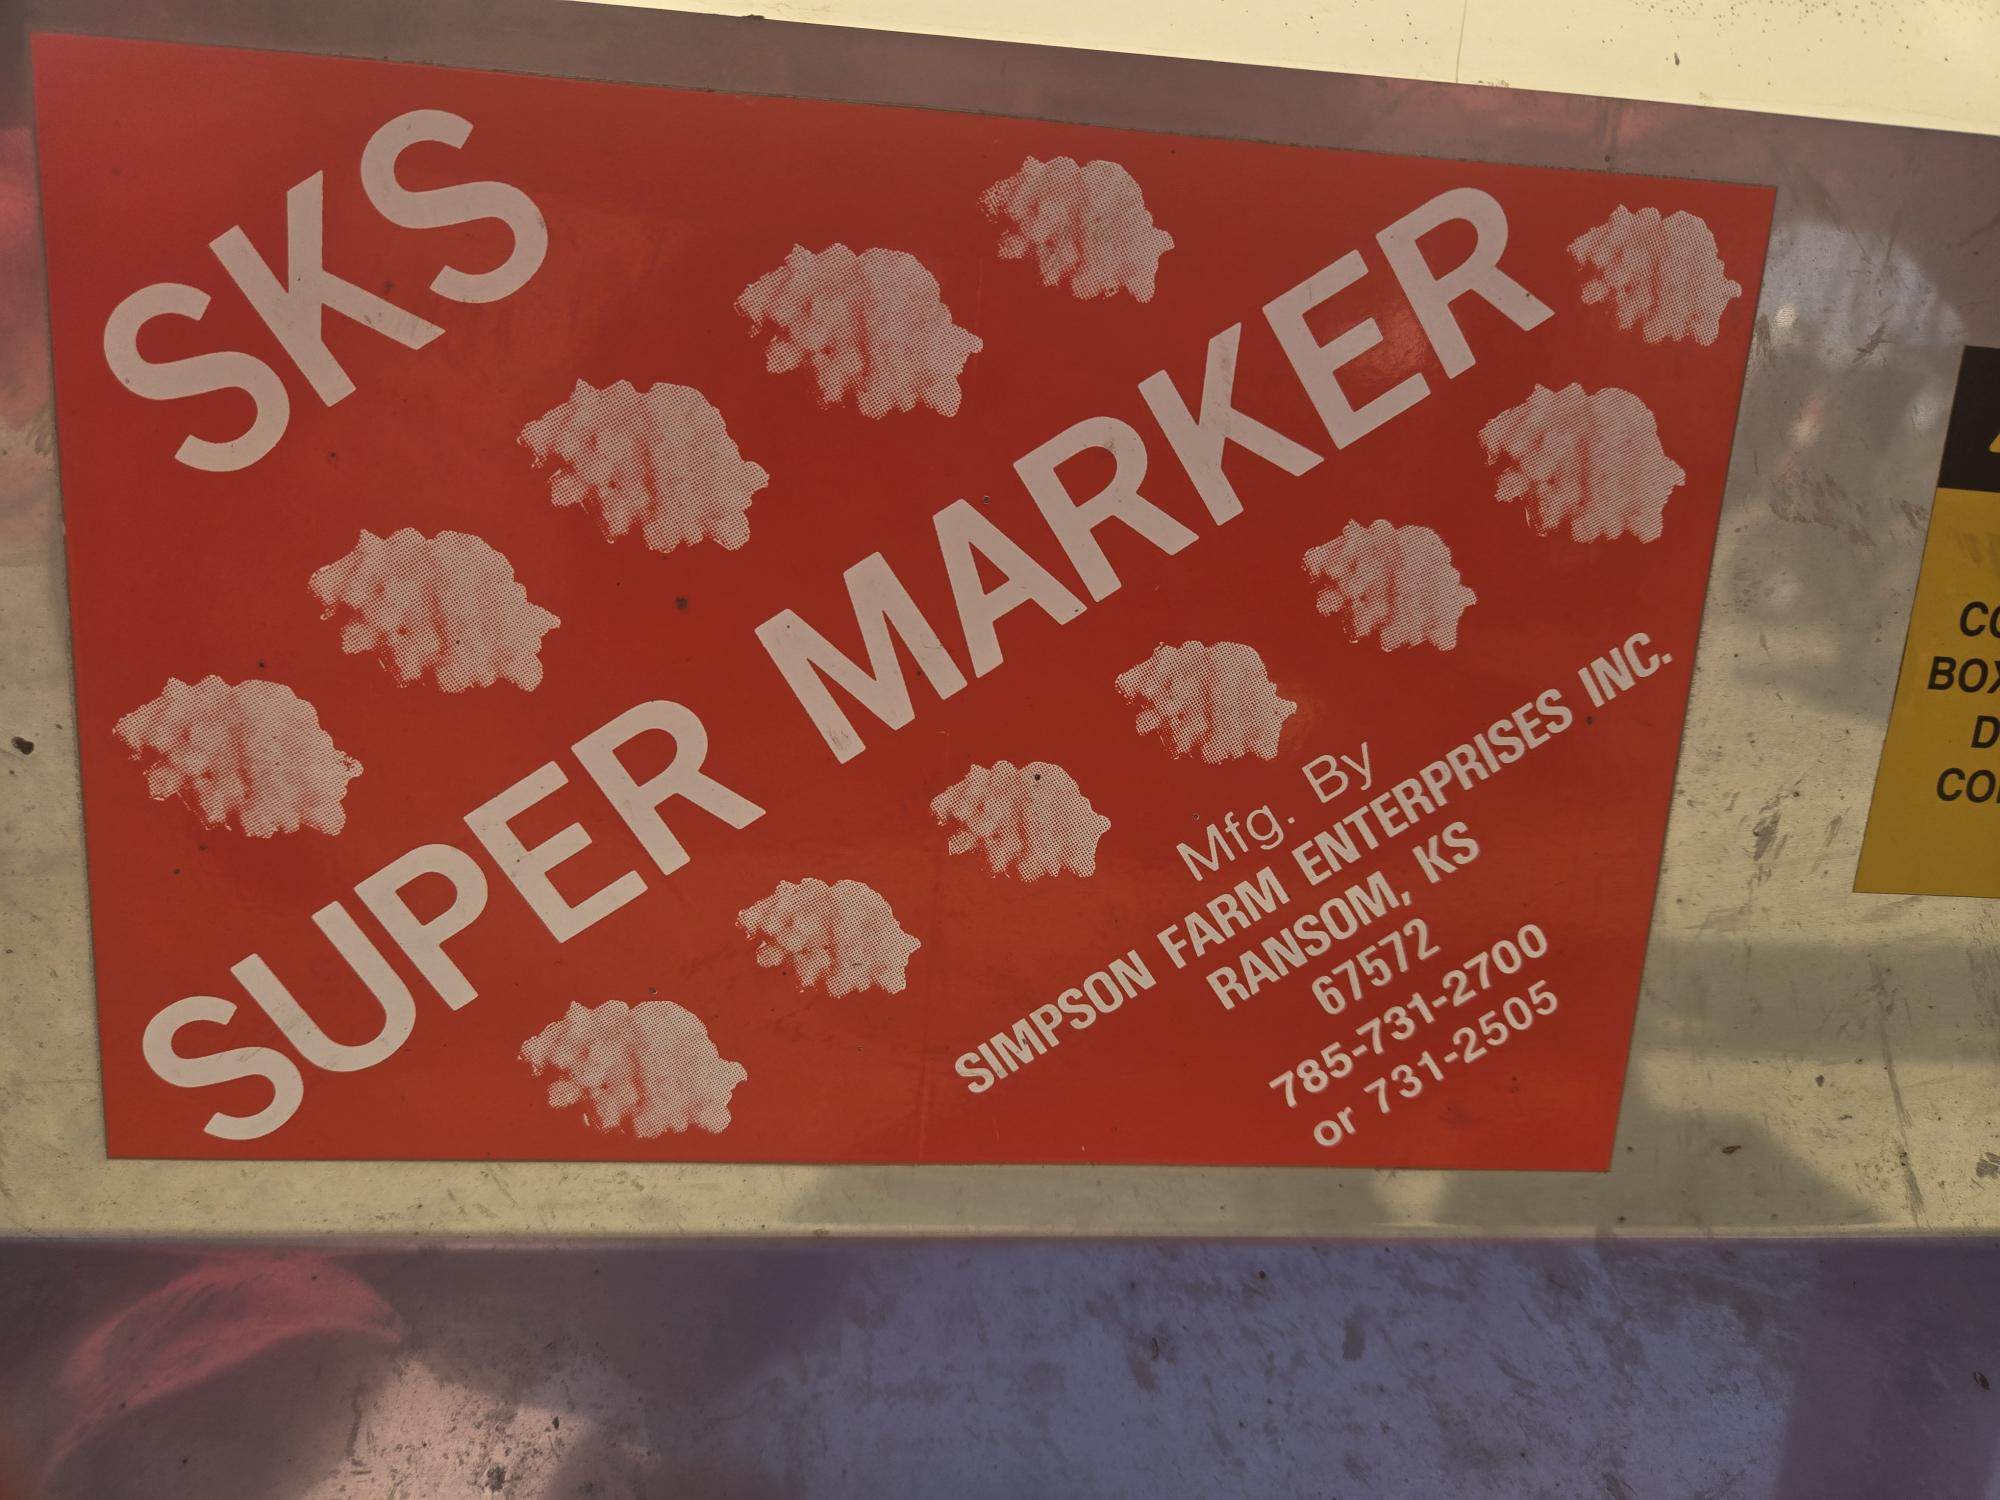 SKS
SUPER MARKER
Mfg. By
SIMPSON FARM ENTERPRISES INC.
RANSOM, KS
67572
785-731-2700
or 731-2505